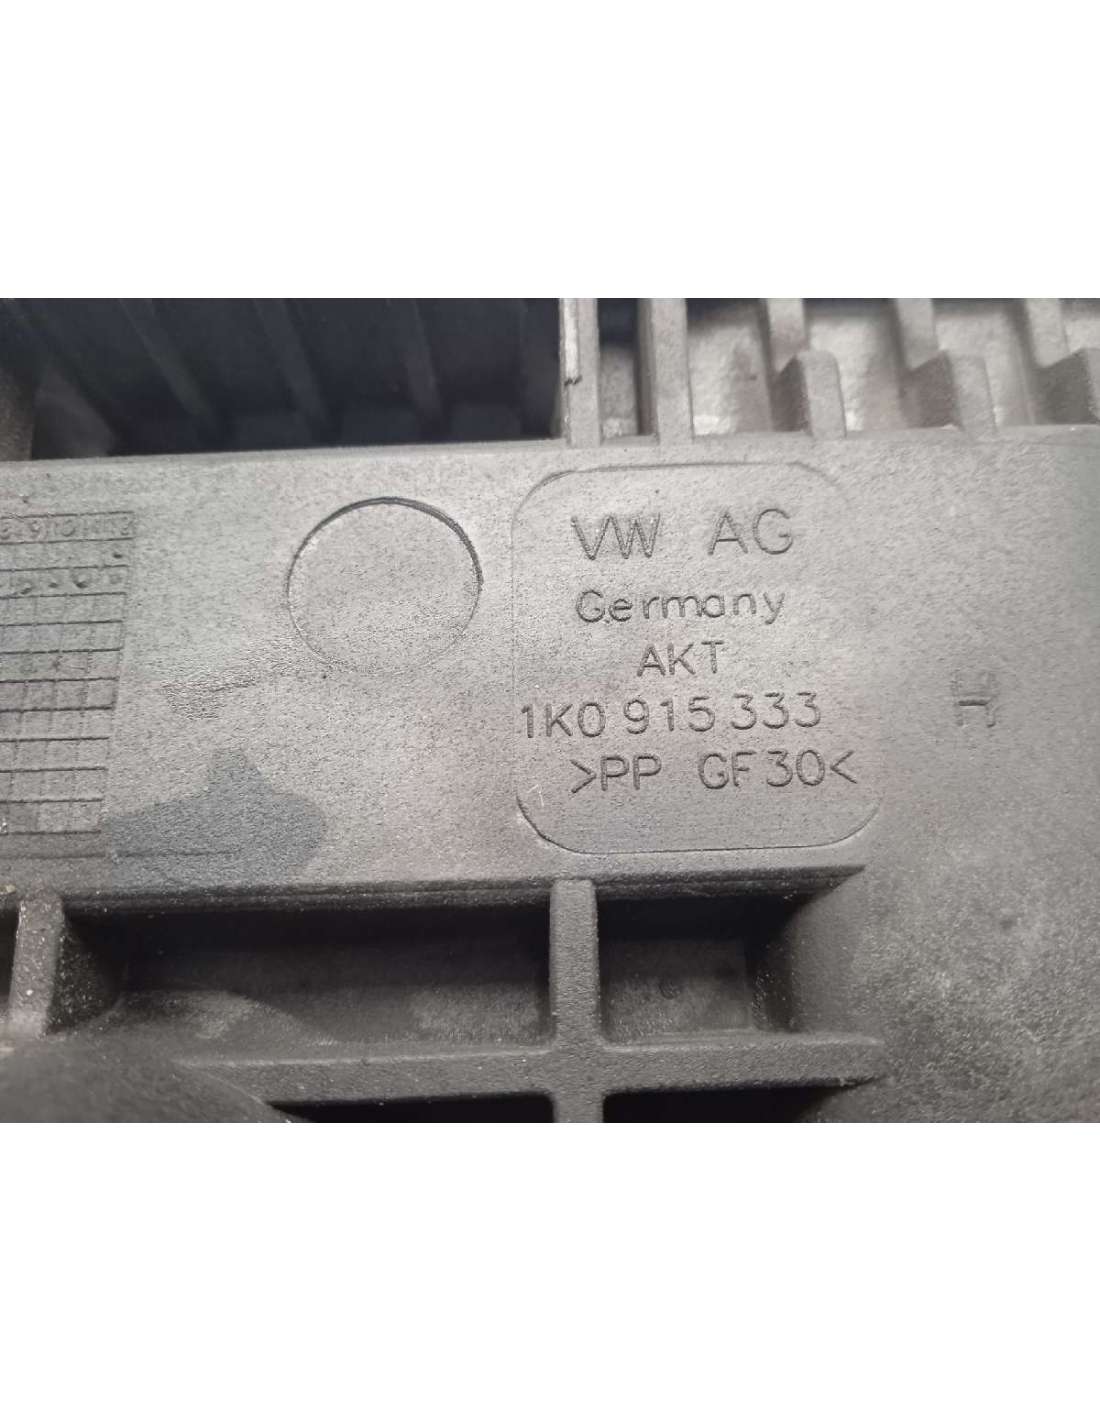 VW AG
Germany
AKT
1K0 915 333
>PP GF30<
H